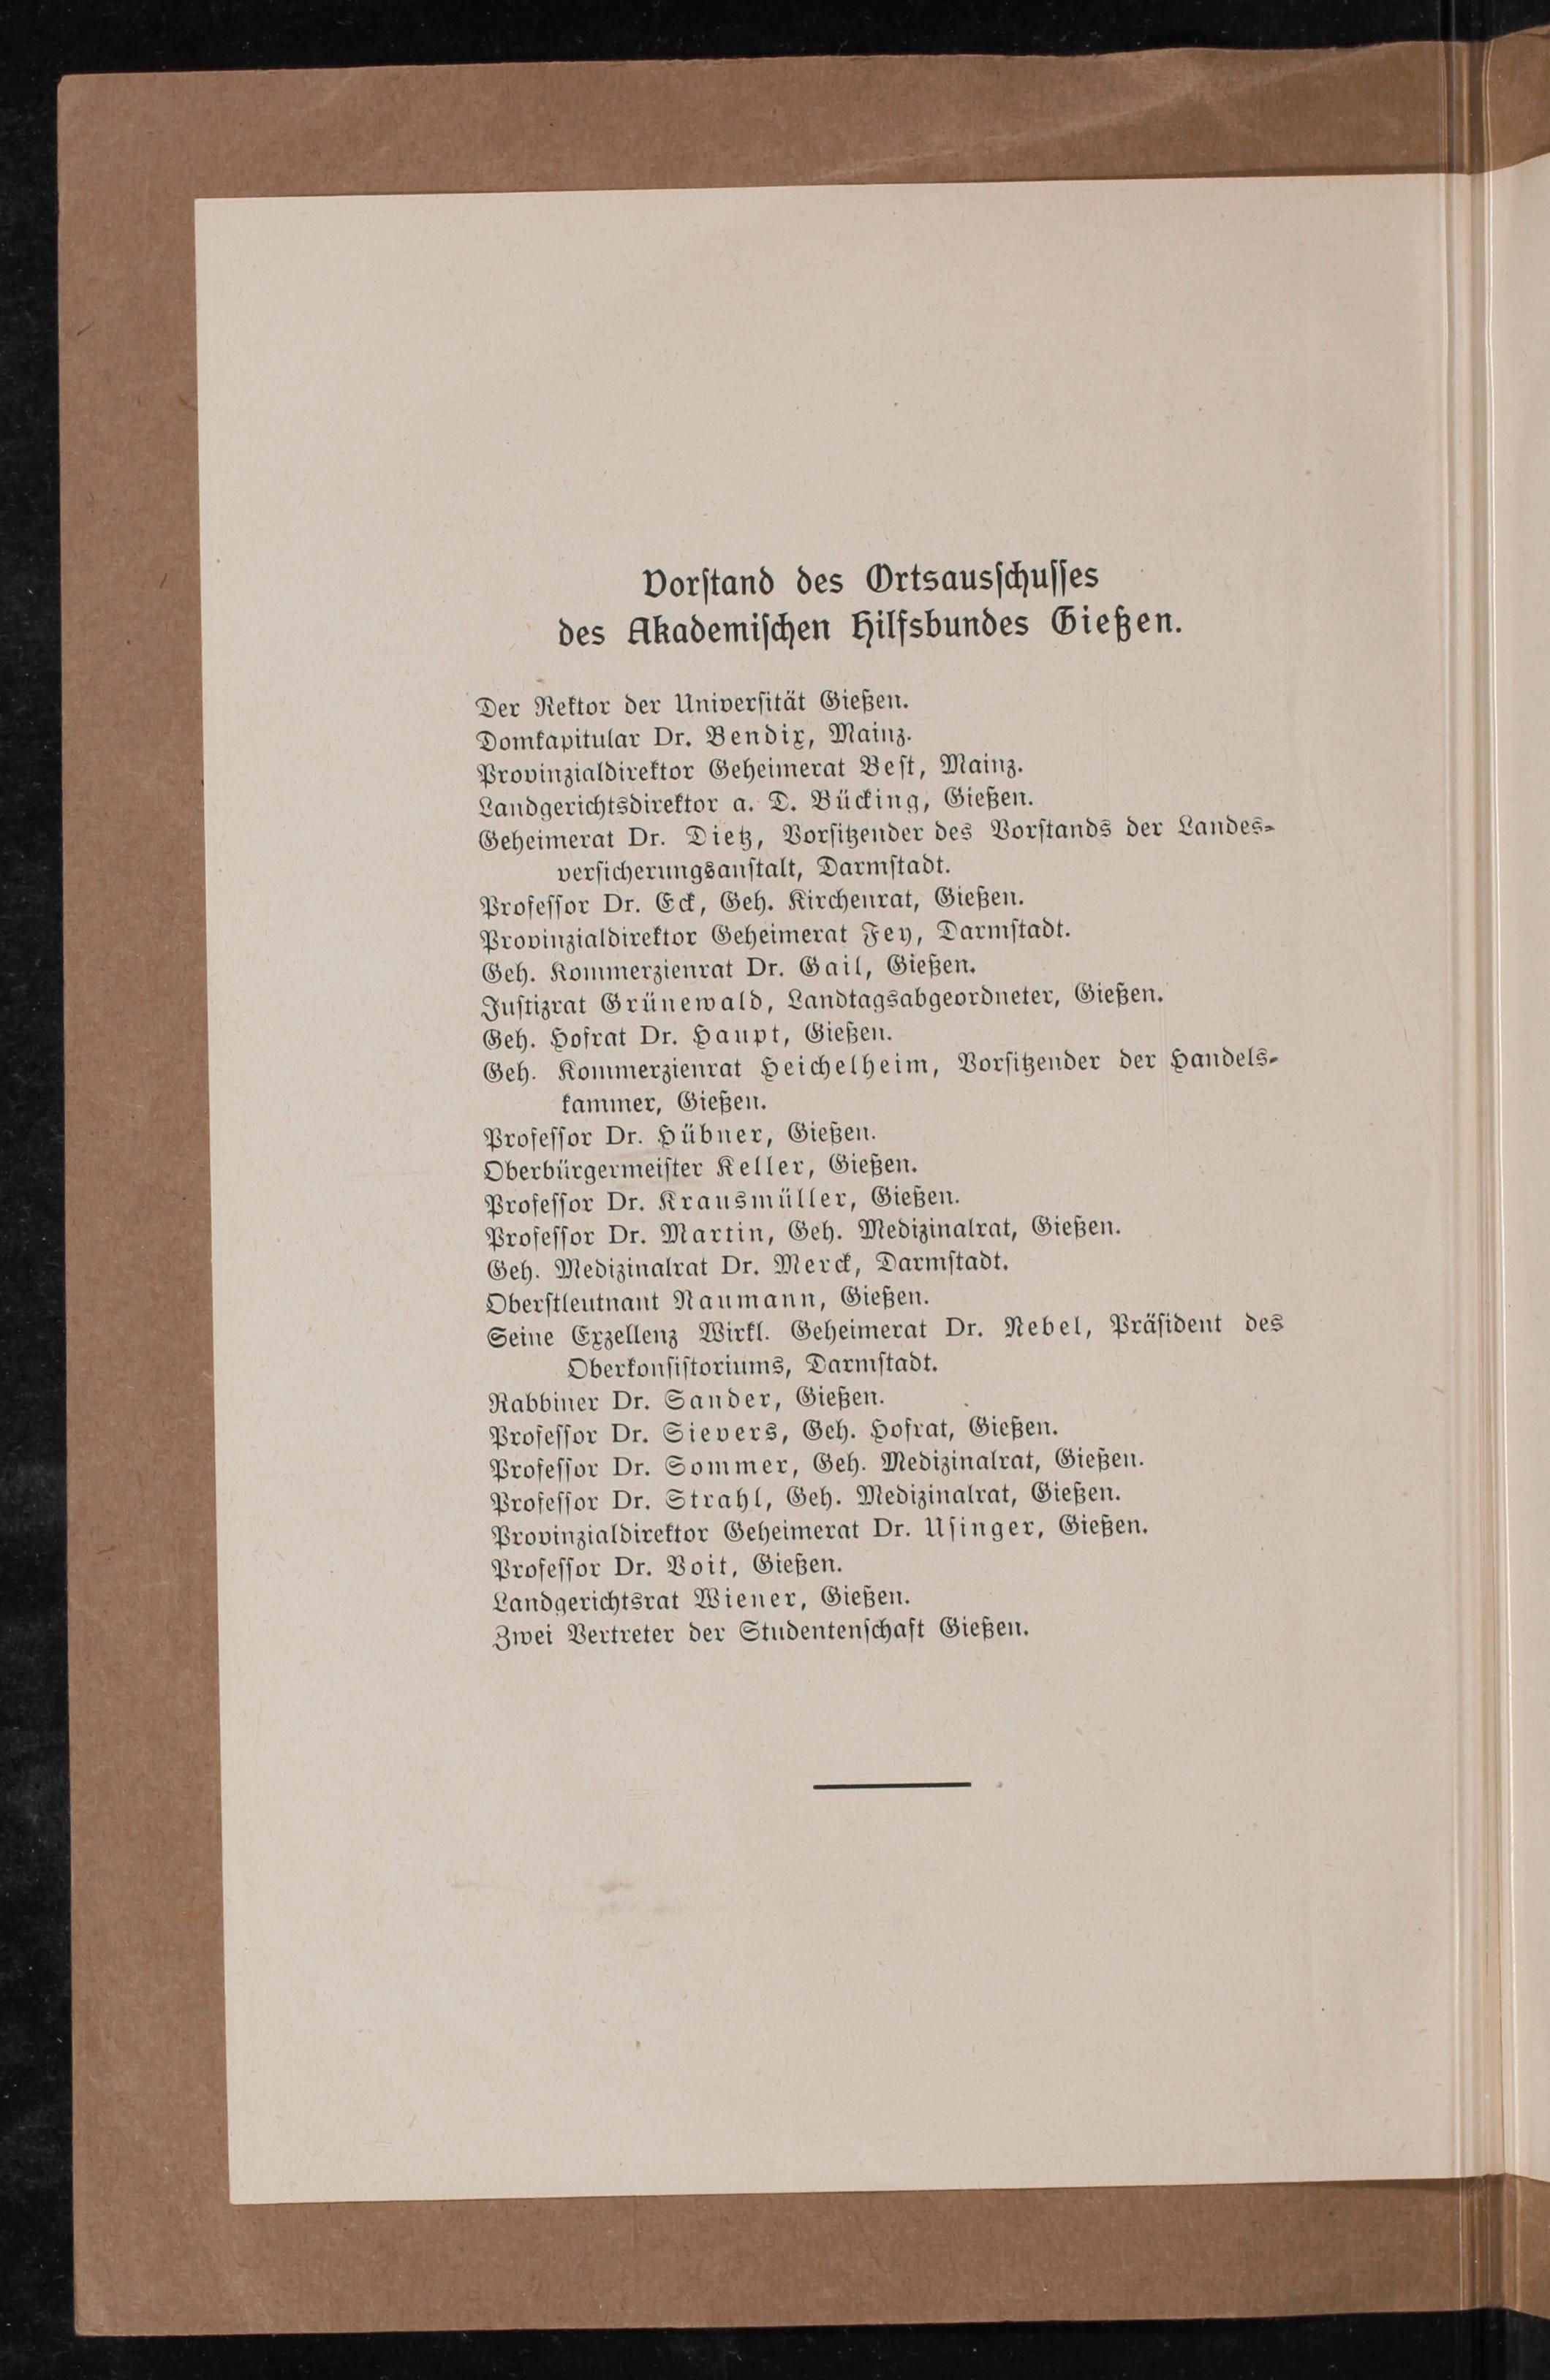 Vorſtand des Ortsausſchuſſes
des Akademiſchen Hilfsbundes Gießen.
Der Rektor der Univerſität Gießen.
Domkapitular Dr. Bendix, Mainz.
Provinzialdirektor Geheimerat Beſt, Mainz.
Landgerichtsdirektor a. D. Bücking, Gießen.
Geheimerat Dr. Dietz, Vorſitzender des Vorſtands der Landes-
verſicherungsanſtalt, Darmſtadt.
Profeſſor Dr. Eck, Geh. Kirchenrat, Gießen.
Provinzialdirektor Geheimerat Fey, Darmſtadt.
Geh. Kommerzienrat Dr. Gail, Gießen.
Juſtizrat Grünewald, Landtagsabgeordneter, Gießen.
Geh. Hofrat Dr. Haupt, Gießen.
Geh. Kommerzienrat Heichelheim, Vorſitzender der Handels-
kammer, Gießen.
Profeſſor Dr. Hübner, Gießen.
Oberbürgermeiſter Keller, Gießen.
Profeſſor Dr. Krausmüller, Gießen.
Profeſſor Dr. Martin, Geh. Medizinalrat, Gießen.
Geh. Medizinalrat Dr. Merck, Darmſtadt.
Oberſtleutnant Naumann, Gießen.
Seine Exzellenz Wirkl. Geheimerat Dr. Nebel, Präſident des
Oberkonſiſtoriums, Darmſtadt.
Rabbiner Dr. Sander, Gießen.
Profeſſor Dr. Sievers, Geh. Hofrat, Gießen.
Profeſſor Dr. Sommer, Geh. Medizinalrat, Gießen.
Profeſſor Dr. Strahl, Geh. Medizinalrat, Gießen.
Provinzialdirektor Geheimerat Dr. Uſinger, Gießen.
Profeſſor Dr. Voit, Gießen.
Landgerichtsrat Wiener, Gießen.
Zwei Vertreter der Studentenſchaft Gießen.